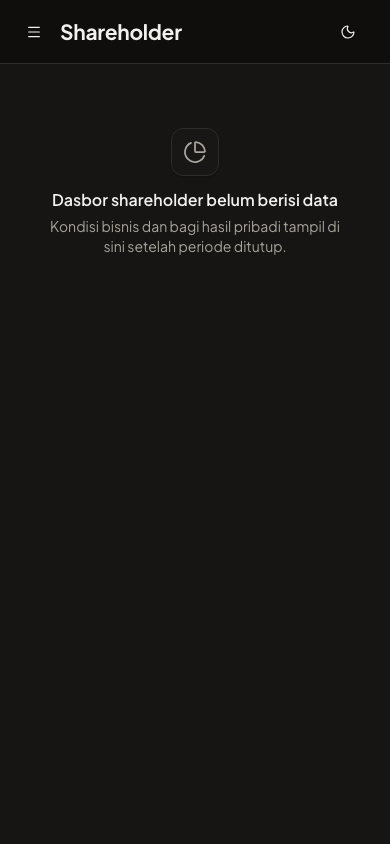 Shareholder
Dasbor shareholder belum berisi data
Kondisi bisnis dan bagi hasil pribadi tampil di
sini setelah periode ditutup.